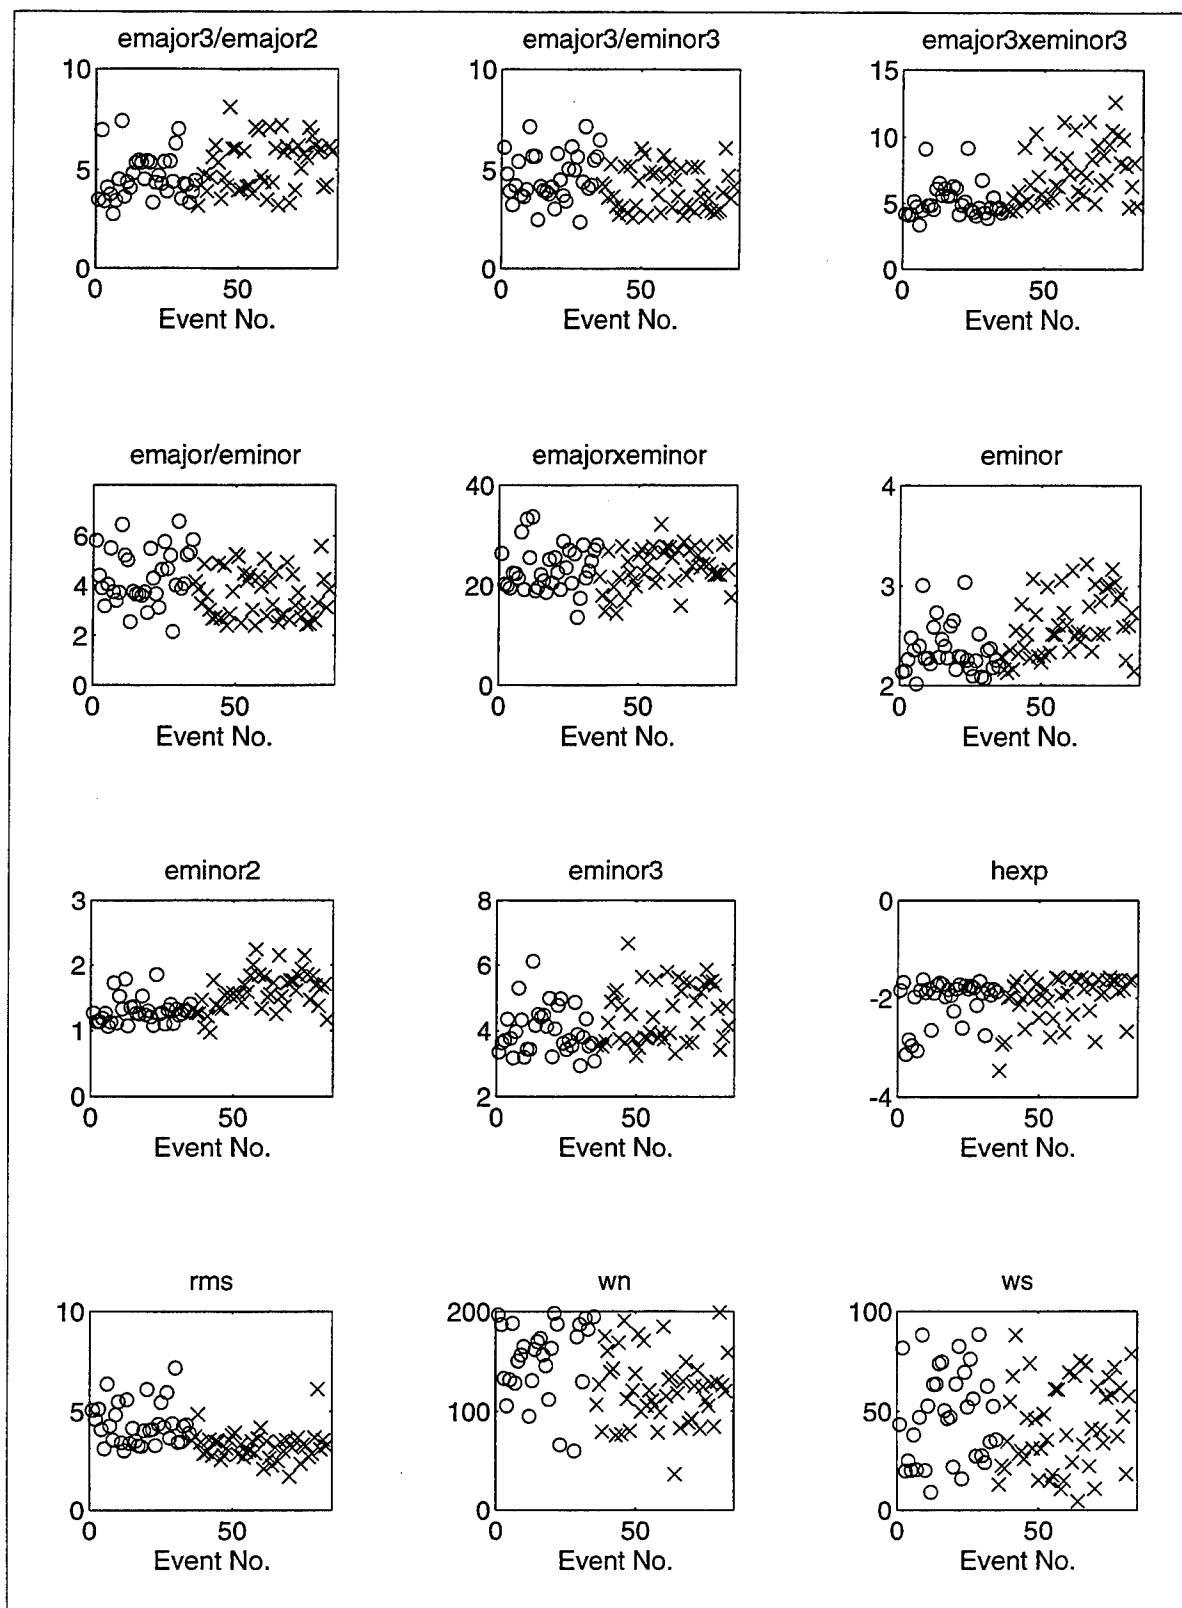 emajor3/emajor2
emajor3/eminor3
emajor3xeminor3
10
5
0
0
50
Event No.
10
5
0
0
50
Event No.
15
10
5
0
0
50
Event No.
emajor/eminor
emajorxeminor
eminor
6
4
2
0
0
50
Event No.
40
20
0
0
50
Event No.
4
3
2
0
50
Event No.
eminor2
eminor3
hexp
3
2
1
0
0
50
Event No.
8
6
4
2
0
50
Event No.
0
-2
-4
0
50
Event No.
rms
wn
ws
10
5
0
0
50
Event No.
200
100
0
0
50
Event No.
100
50
0
0
50
Event No.